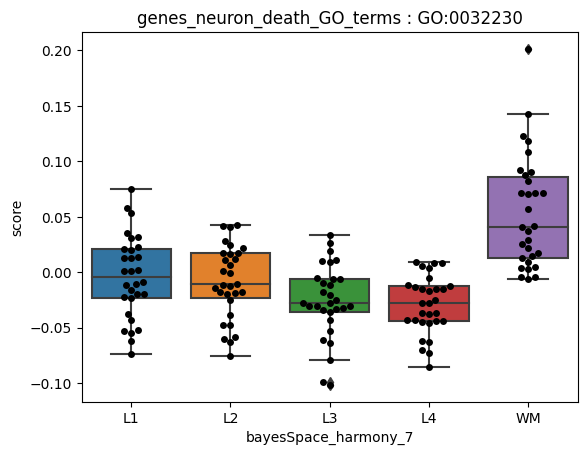 genes_neuron_death_GO_terms : GO:0032230
score
0.20
0.15
0.10
0.05
0.00
−0.05
−0.10
L1 L2 L3 L4 WM
bayesSpace_harmony_7